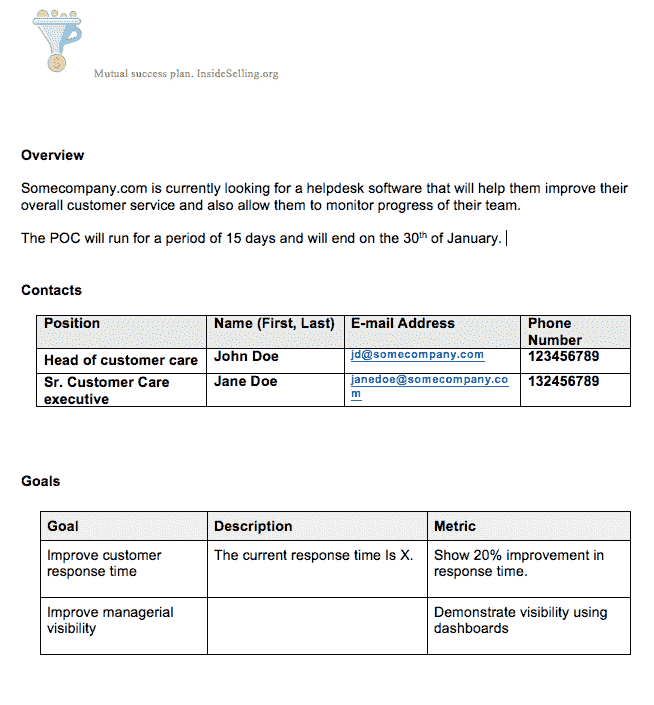 Mutual success plan. InsideSelling.org
Overview
Somecompany.com is currently looking for a helpdesk software that will help them improve their
overall customer service and also allow them to monitor progress of their team.
The POC will run for a period of 15 days and will end on the 30th of January.
Contacts
Position Name (First, Last) E-mail Address Phone
Number
Head of customer care John Doe jd@somecompany.com 123456789
Sr. Customer Care Jane Doe janedoe@somecompany.co 132456789
executive m
Goals
Goal Description Metric
Improve customer The current response time Is X. Show 20% improvement in
response time response time.
Improve managerial Demonstrate visibility using
visibility dashboards